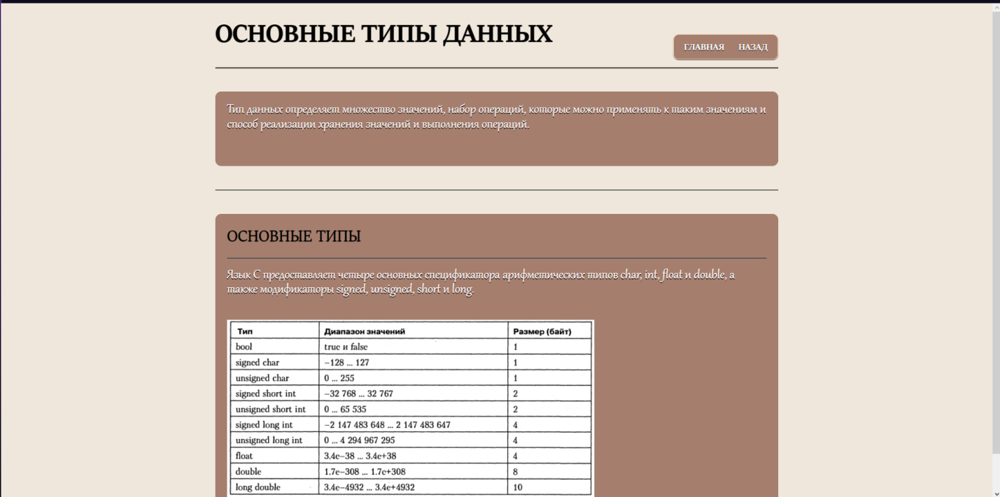 ОСНОВНЫЕ ТИПЫ ДАННЫХ
ГЛАВНАЯ НАЗАД
Тип данных определяет множество значений, набор операций, которые можно применять к таким значениям и
способ реализации хранения значений и выполнения операций.
ОСНОВНЫЕ ТИПЫ
Язык С предоставляет четыре основных спецификатора арифметических типов char, int, float и double, а
также модификаторы signed, unsigned, short и long.
Тип Диапазон значений Размер (байт)
bool true и false 1
signed char −128 ... 127 1
unsigned char 0 ... 255 1
signed short int −32 768 ... 32 767 2
unsigned short int 0 ... 65 535 2
signed long int −2 147 483 648 ... 2 147 483 647 4
unsigned long int 0 ... 4 294 967 295 4
float 3.4e−38 ... 3.4e+38 4
double 1.7e−308 ... 1.7e+308 8
long double 3.4e−4932 ... 3.4e+4932 10